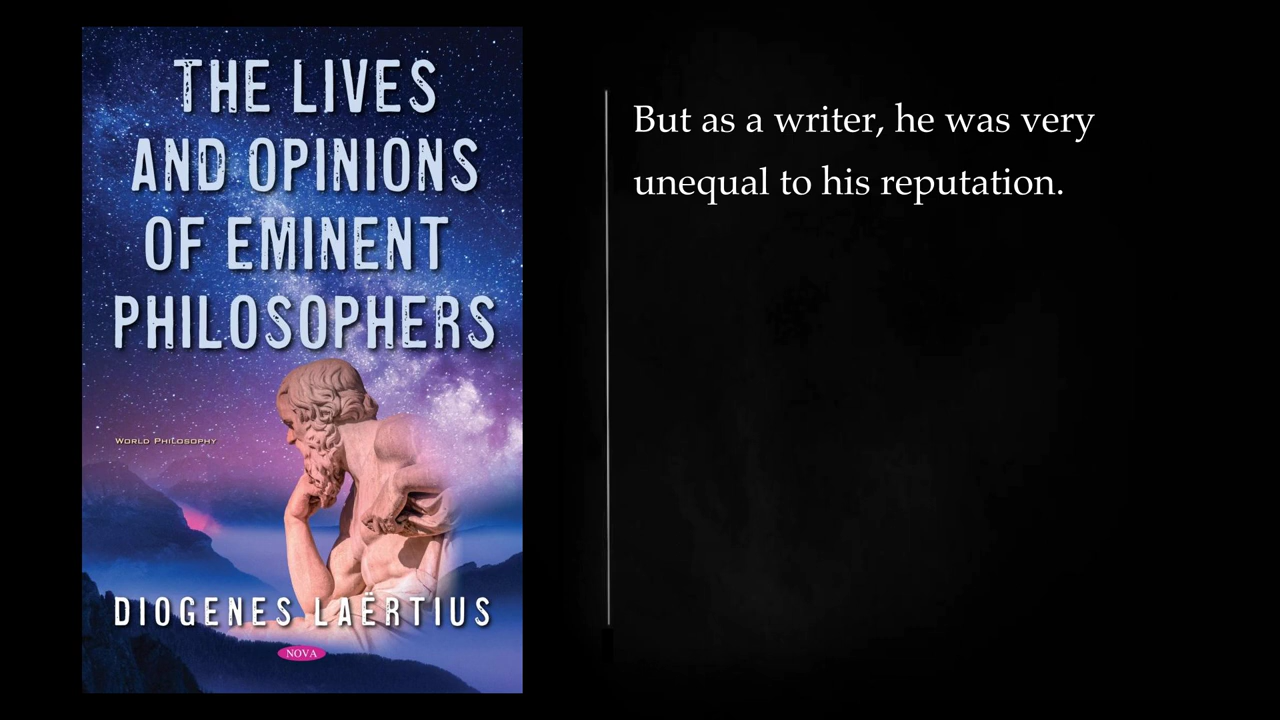 THE LIVES
AND OPINIONS
OF EMINENT
PHILOSOPHERS
WORLD PHILOSOPHY
DIOGENES LAËRTIUS
NOVA
But as a writer, he was very
unequal to his reputation.